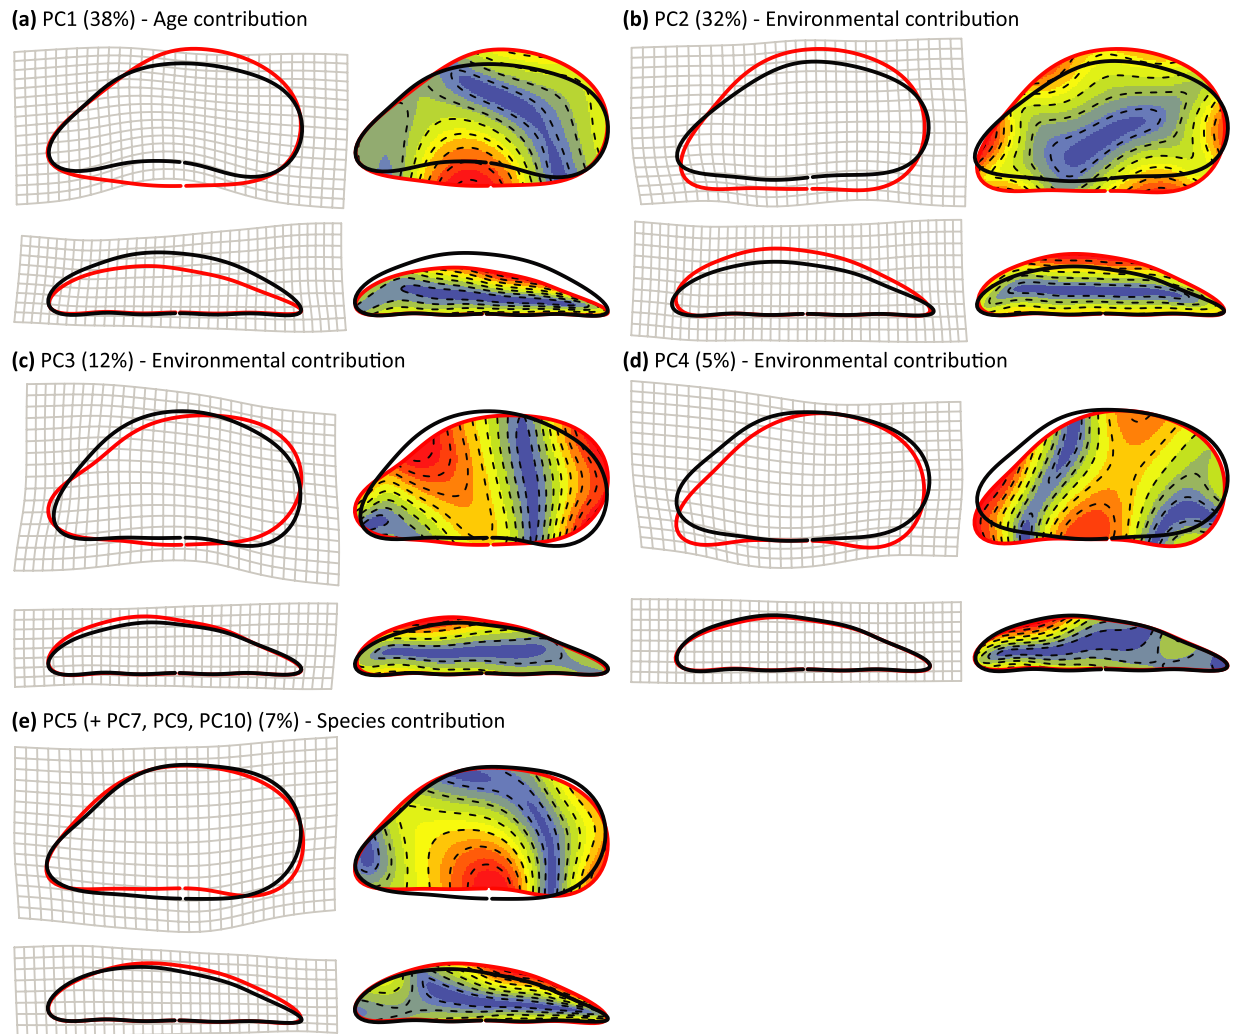 (a) PC1 (38%) - Age contribution
(b) PC2 (32%) - Environmental contribution
(c) PC3 (12%) - Environmental contribution
(d) PC4 (5%) - Environmental contribution
(e) PC5 (+ PC7, PC9, PC10) (7%) - Species contribution